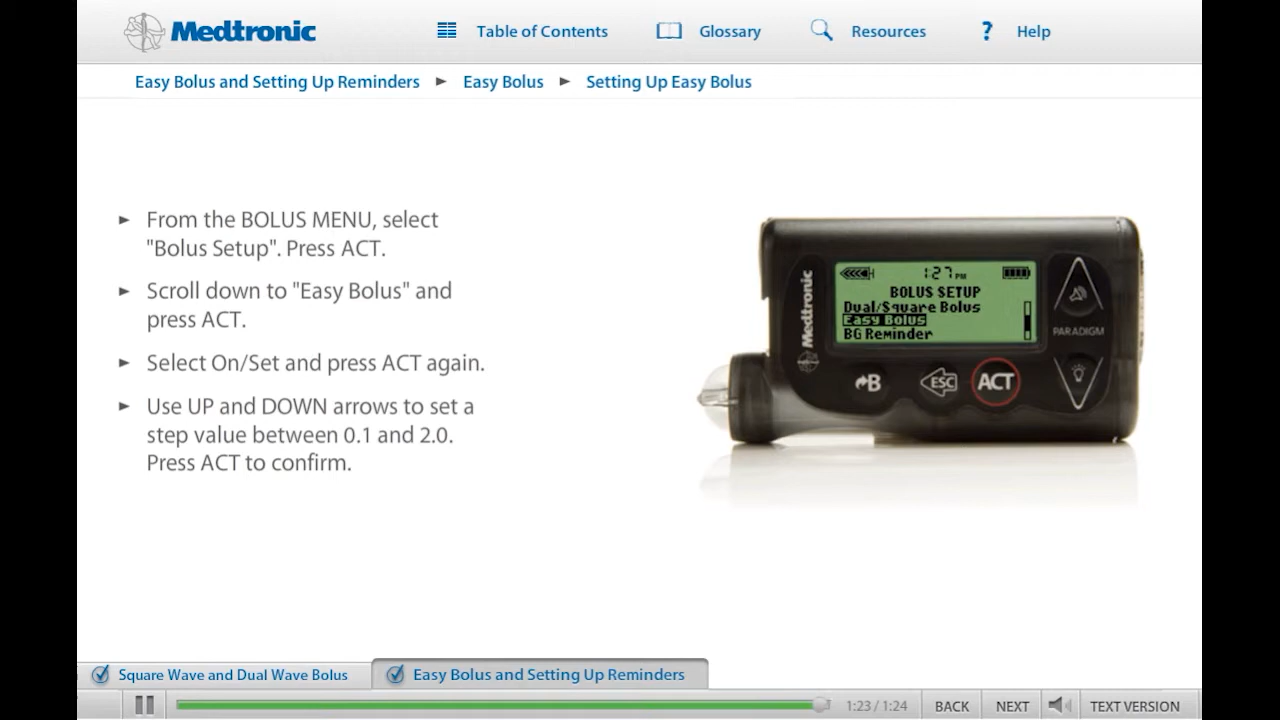 Medtronic
Table of Contents
Glossary
Resources
? Help
Easy Bolus and Setting Up Reminders ► Easy Bolus ► Setting Up Easy Bolus
► From the BOLUS MENU, select
"Bolus Setup". Press ACT.
► Scroll down to "Easy Bolus" and
press ACT.
► Select On/Set and press ACT again.
► Use UP and DOWN arrows to set a
step value between 0.1 and 2.0.
Press ACT to confirm.
Medtronic
1:27 PM
BOLUS SETUP
Dual/Square Bolus
Easy Bolus
BG Reminder
PARADIGM
B
ESC
ACT
Square Wave and Dual Wave Bolus
Easy Bolus and Setting Up Reminders
1:23 / 1:24
BACK
NEXT
TEXT VERSION